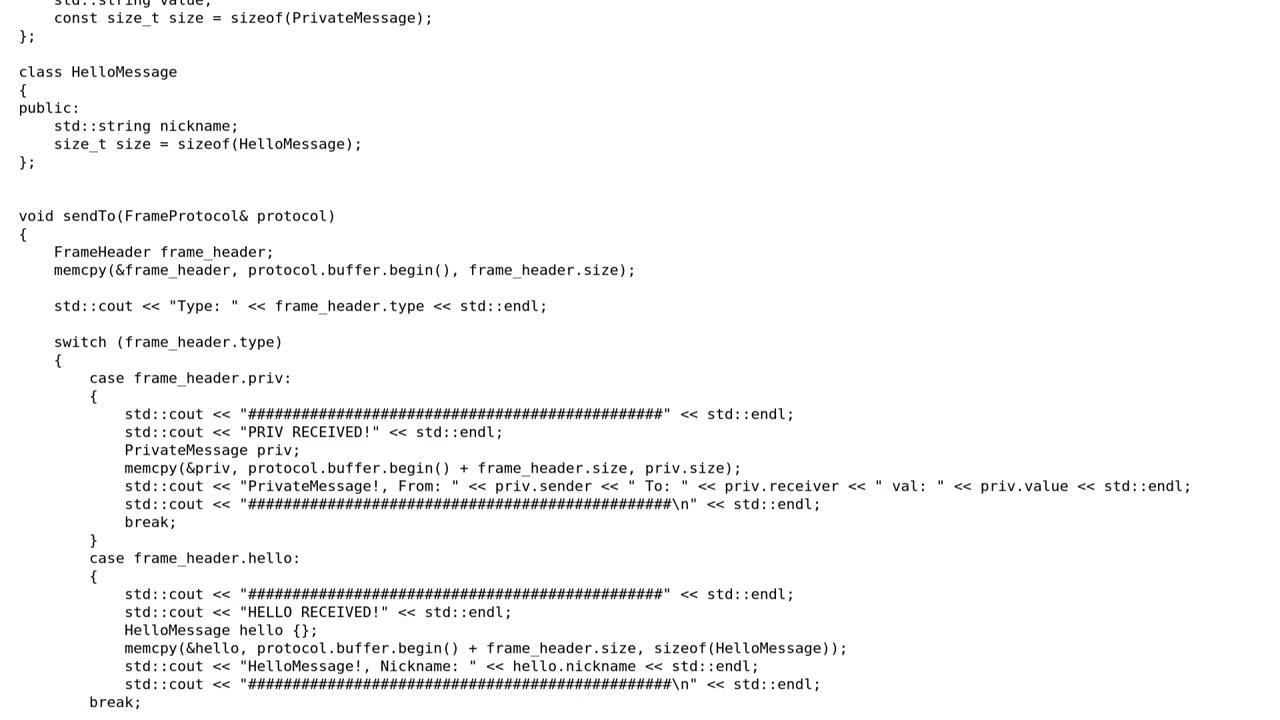 std::string value;
    const size_t size = sizeof(PrivateMessage);
};

class HelloMessage
{
public:
    std::string nickname;
    size_t size = sizeof(HelloMessage);
};


void sendTo(FrameProtocol& protocol)
{
    FrameHeader frame_header;
    memcpy(&frame_header, protocol.buffer.begin(), frame_header.size);

    std::cout << "Type: " << frame_header.type << std::endl;

    switch (frame_header.type)
    {
        case frame_header.priv:
        {
            std::cout << "###############################################" << std::endl;
            std::cout << "PRIV RECEIVED!" << std::endl;
            PrivateMessage priv;
            memcpy(&priv, protocol.buffer.begin() + frame_header.size, priv.size);
            std::cout << "PrivateMessage!, From: " << priv.sender << " To: " << priv.receiver << " val: " << priv.value << std::endl;
            std::cout << "################################################\n" << std::endl;
            break;
        }
        case frame_header.hello:
        {
            std::cout << "###############################################" << std::endl;
            std::cout << "HELLO RECEIVED!" << std::endl;
            HelloMessage hello {};
            memcpy(&hello, protocol.buffer.begin() + frame_header.size, sizeof(HelloMessage));
            std::cout << "HelloMessage!, Nickname: " << hello.nickname << std::endl;
            std::cout << "################################################\n" << std::endl;
        break;